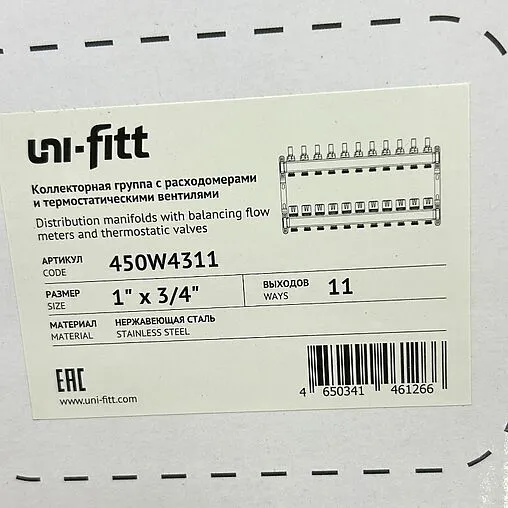 uni-fitt
Коллекторная группа с расходомерами
и термостатическими вентилями
Distribution manifolds with balancing flow
meters and thermostatic valves
АРТИКУЛ
CODE
450W4311
РАЗМЕР
SIZE
1" x 3/4"
ВЫХОДОВ
WAYS
11
МАТЕРИАЛ
MATERIAL
НЕРЖАВЕЮЩАЯ СТАЛЬ
STAINLESS STEEL
EAC
www.uni-fitt.com
4 650341 461266